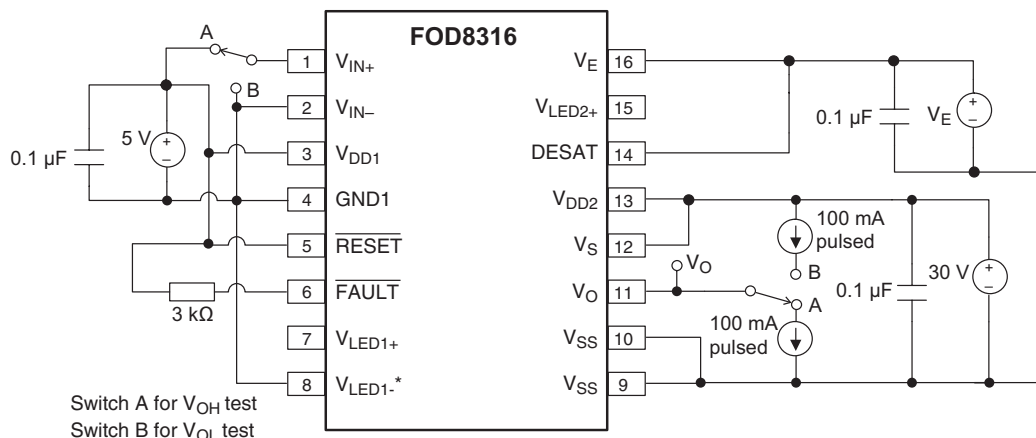 FOD8316
A
B
1
V_IN+
2
V_IN–
3
V_DD1
4
GND1
5
RESET
6
FAULT
7
V_LED1+
8
V_LED1-*
V_E
16
V_LED2+
15
DESAT
14
V_DD2
13
V_S
12
V_O
11
V_SS
10
V_SS
9
0.1 µF
5 V
+
–
3 kΩ
0.1 µF
V_E
+
–
100 mA
pulsed
B
V_O
A
100 mA
pulsed
0.1 µF
30 V
+
–
Switch A for V_OH test
Switch B for V_OL test